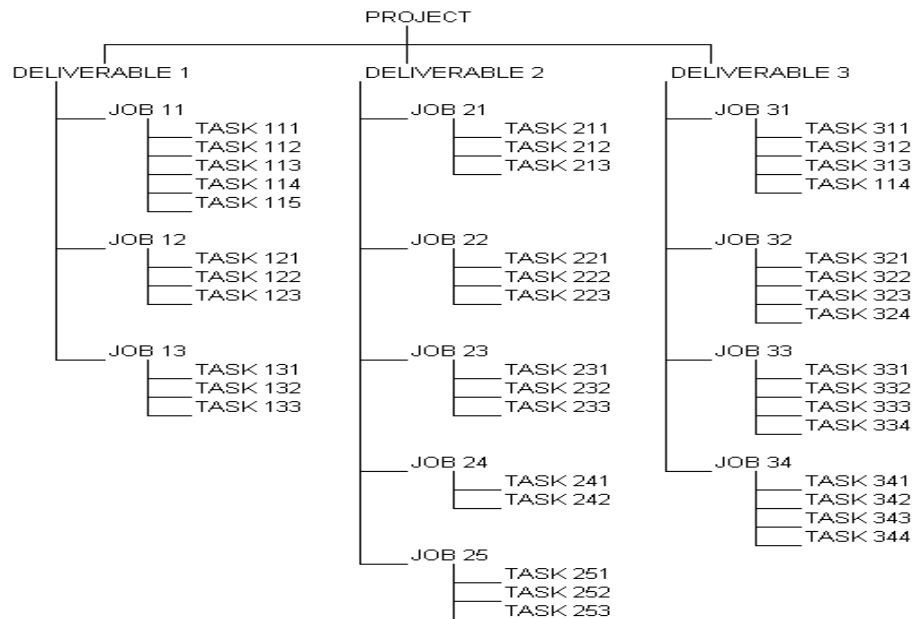 PROJECT
DELIVERABLE 1
JOB 11
TASK 111
TASK 112
TASK 113
TASK 114
TASK 115
JOB 12
TASK 121
TASK 122
TASK 123
JOB 13
TASK 131
TASK 132
TASK 133
DELIVERABLE 2
JOB 21
TASK 211
TASK 212
TASK 213
JOB 22
TASK 221
TASK 222
TASK 223
JOB 23
TASK 231
TASK 232
TASK 233
JOB 24
TASK 241
TASK 242
JOB 25
TASK 251
TASK 252
TASK 253
DELIVERABLE 3
JOB 31
TASK 311
TASK 312
TASK 313
TASK 114
JOB 32
TASK 321
TASK 322
TASK 323
TASK 324
JOB 33
TASK 331
TASK 332
TASK 333
TASK 334
JOB 34
TASK 341
TASK 342
TASK 343
TASK 344